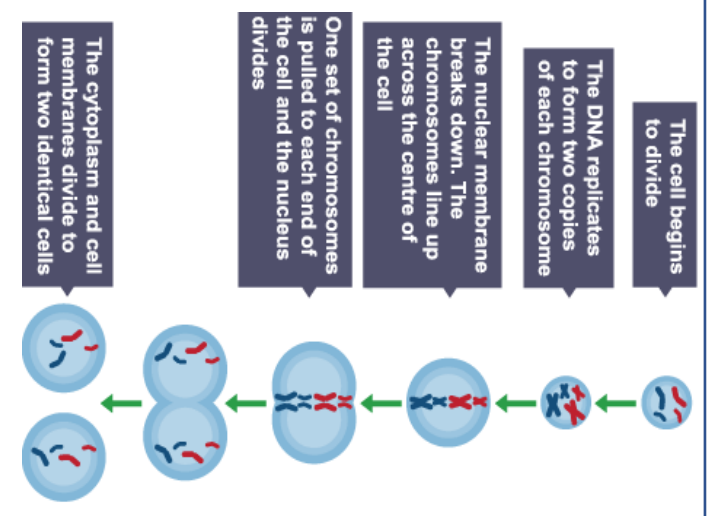 The cell begins
to divide
The DNA replicates
to form two copies
of each chromosome
The nuclear membrane
breaks down. The
chromosomes line up
across the centre of
the cell
One set of chromosomes
is pulled to each end of
the cell and the nucleus
divides
The cytoplasm and cell
membranes divide to
form two identical cells